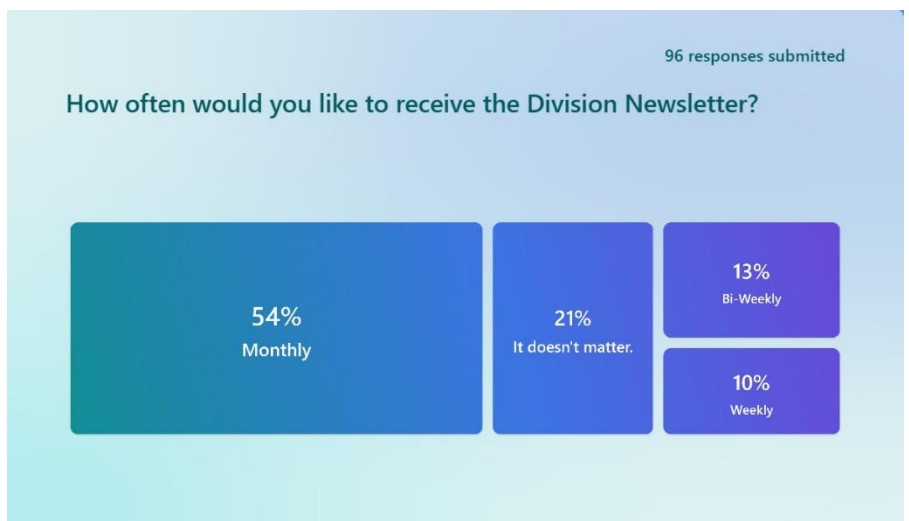 96 responses submitted
How often would you like to receive the Division Newsletter?
54%
Monthly
21%
It doesn't matter.
13%
Bi-Weekly
10%
Weekly